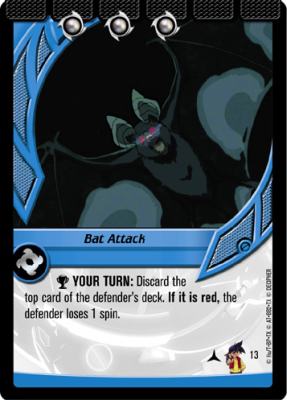 Bat Attack
YOUR TURN: Discard the
top card of the defender's deck. If it is red, the
defender loses 1 spin.
13